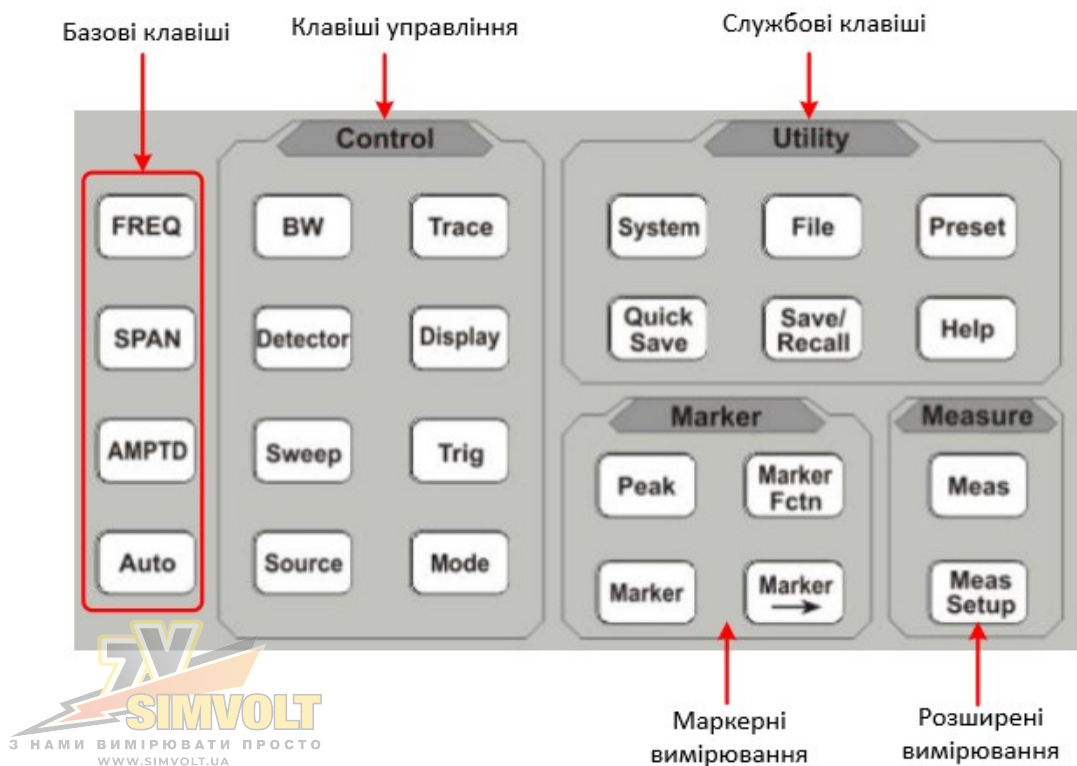 Базові клавіші
Клавіші управління
Службові клавіші
Control
Utility
FREQ
SPAN
AMPTD
Auto
BW
Trace
Detector
Display
Sweep
Trig
Source
Mode
System
File
Preset
Quick
Save
Save/
Recall
Help
Marker
Peak
Marker
Fctn
Marker
Marker
→
Measure
Meas
Meas
Setup
Маркерні
вимірювання
Розширені
вимірювання
SIMVOLT
З НАМИ ВИМІРЮВАТИ ПРОСТО
WWW.SIMVOLT.UA